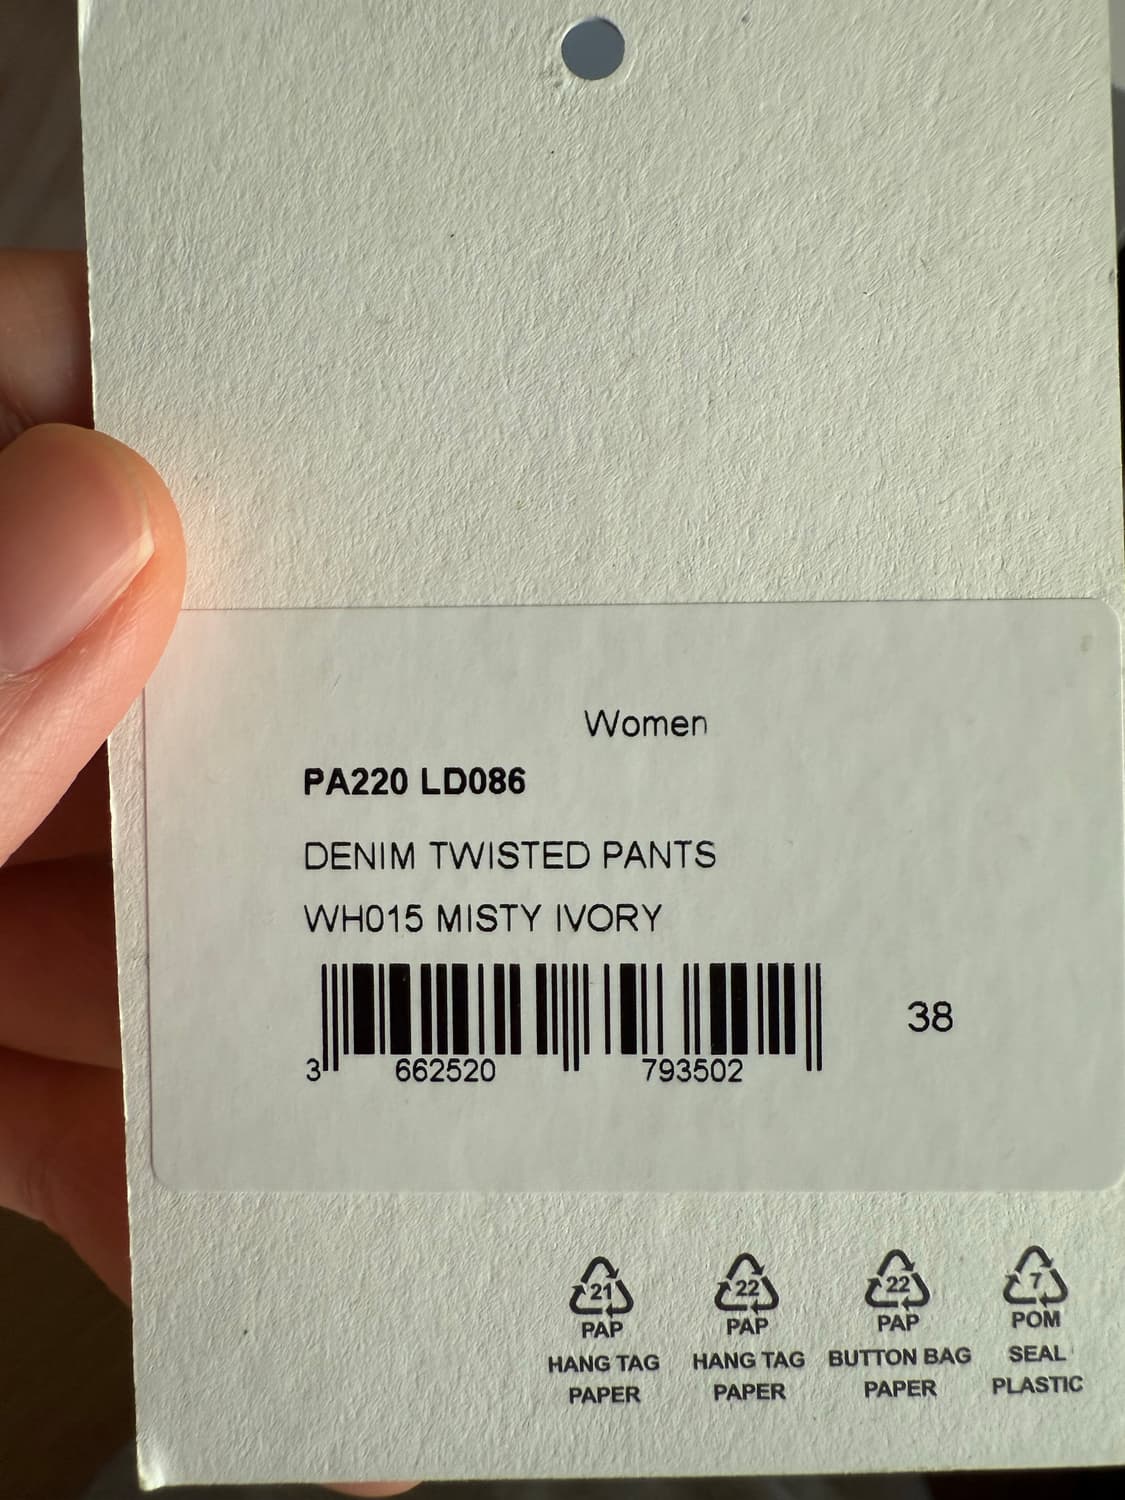 Women
PA220 LD086
DENIM TWISTED PANTS
WH015 MISTY IVORY
38
3 662520 793502
21 22 22 7
PAP PAP PAP POM
HANG TAG HANG TAG BUTTON BAG SEAL
PAPER PAPER PAPER PLASTIC